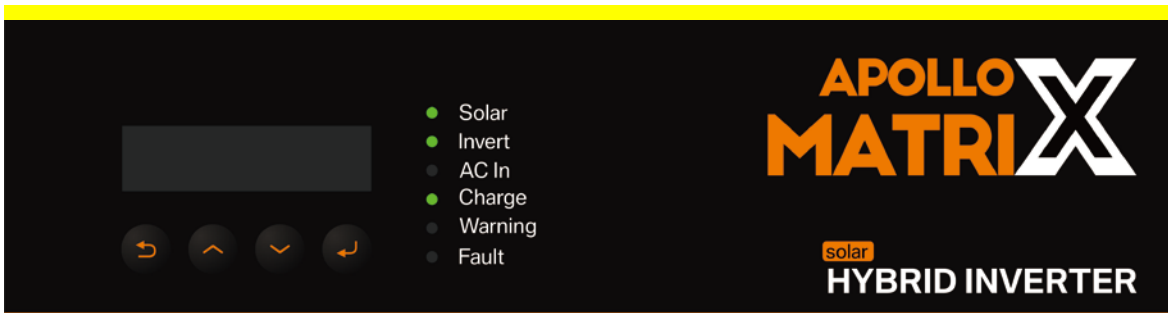 Solar
Invert
AC In
Charge
Warning
Fault
APOLLO
MATRIX
solar
HYBRID INVERTER